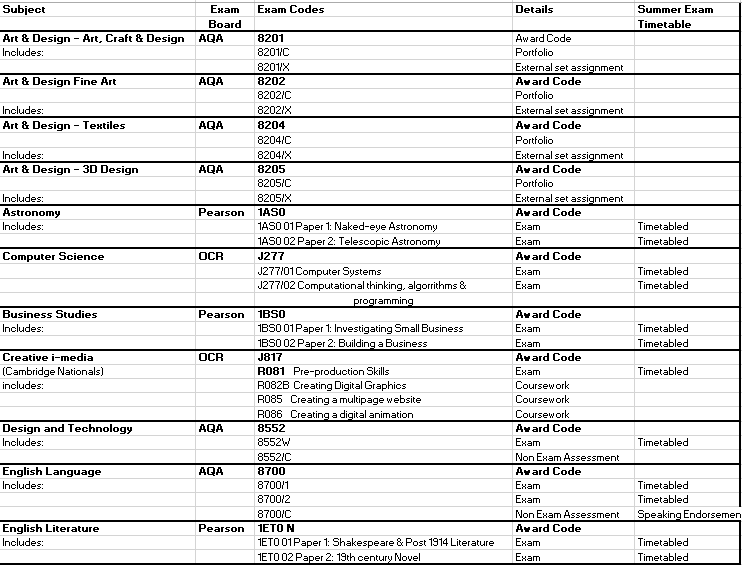 Subject Exam Exam Codes Details Summer Exam
Board Timetable
Art & Design - Art, Craft & Design AQA 8201 Award Code
Includes: 8201/C Portfolio
8201/X External set assignment
Art & Design Fine Art AQA 8202 Award Code
8202/C Portfolio
Includes: 8202/X External set assignment
Art & Design - Textiles AQA 8204 Award Code
8204/C Portfolio
Includes: 8204/X External set assignment
Art & Design - 3D Design AQA 8205 Award Code
8205/C Portfolio
Includes: 8205/X External set assignment
Astronomy Pearson 1AS0 Award Code
Includes: 1AS0 01 Paper 1: Naked-eye Astronomy Exam Timetabled
1AS0 02 Paper 2: Telescopic Astronomy Exam Timetabled
Computer Science OCR J277 Award Code
J277/01 Computer Systems Exam Timetabled
J277/02 Computational thinking, algorrithms & Exam Timetabled
programming
Business Studies Pearson 1BS0 Award Code
Includes: 1BS0 01 Paper 1: Investigating Small Business Exam Timetabled
1BS0 02 Paper 2: Building a Business Exam Timetabled
Creative i-media OCR J817 Award Code
(Cambridge Nationals) R081 Pre-production Skills Exam Timetabled
includes: R082B Creating Digital Graphics Coursework
R085 Creating a multipage website Coursework
R086 Creating a digital animation Coursework
Design and Technology AQA 8552 Award Code
Includes: 8552W Exam Timetabled
8552/C Non Exam Assessment
English Language AQA 8700 Award Code
Includes: 8700/1 Exam Timetabled
8700/2 Exam Timetabled
8700/C Non Exam Assessment Speaking Endorsemen
English Literature Pearson 1ET0 N Award Code
Includes: 1ET0 01 Paper 1: Shakespeare & Post 1914 Literature Exam Timetabled
1ET0 02 Paper 2: 19th century Novel Exam Timetabled